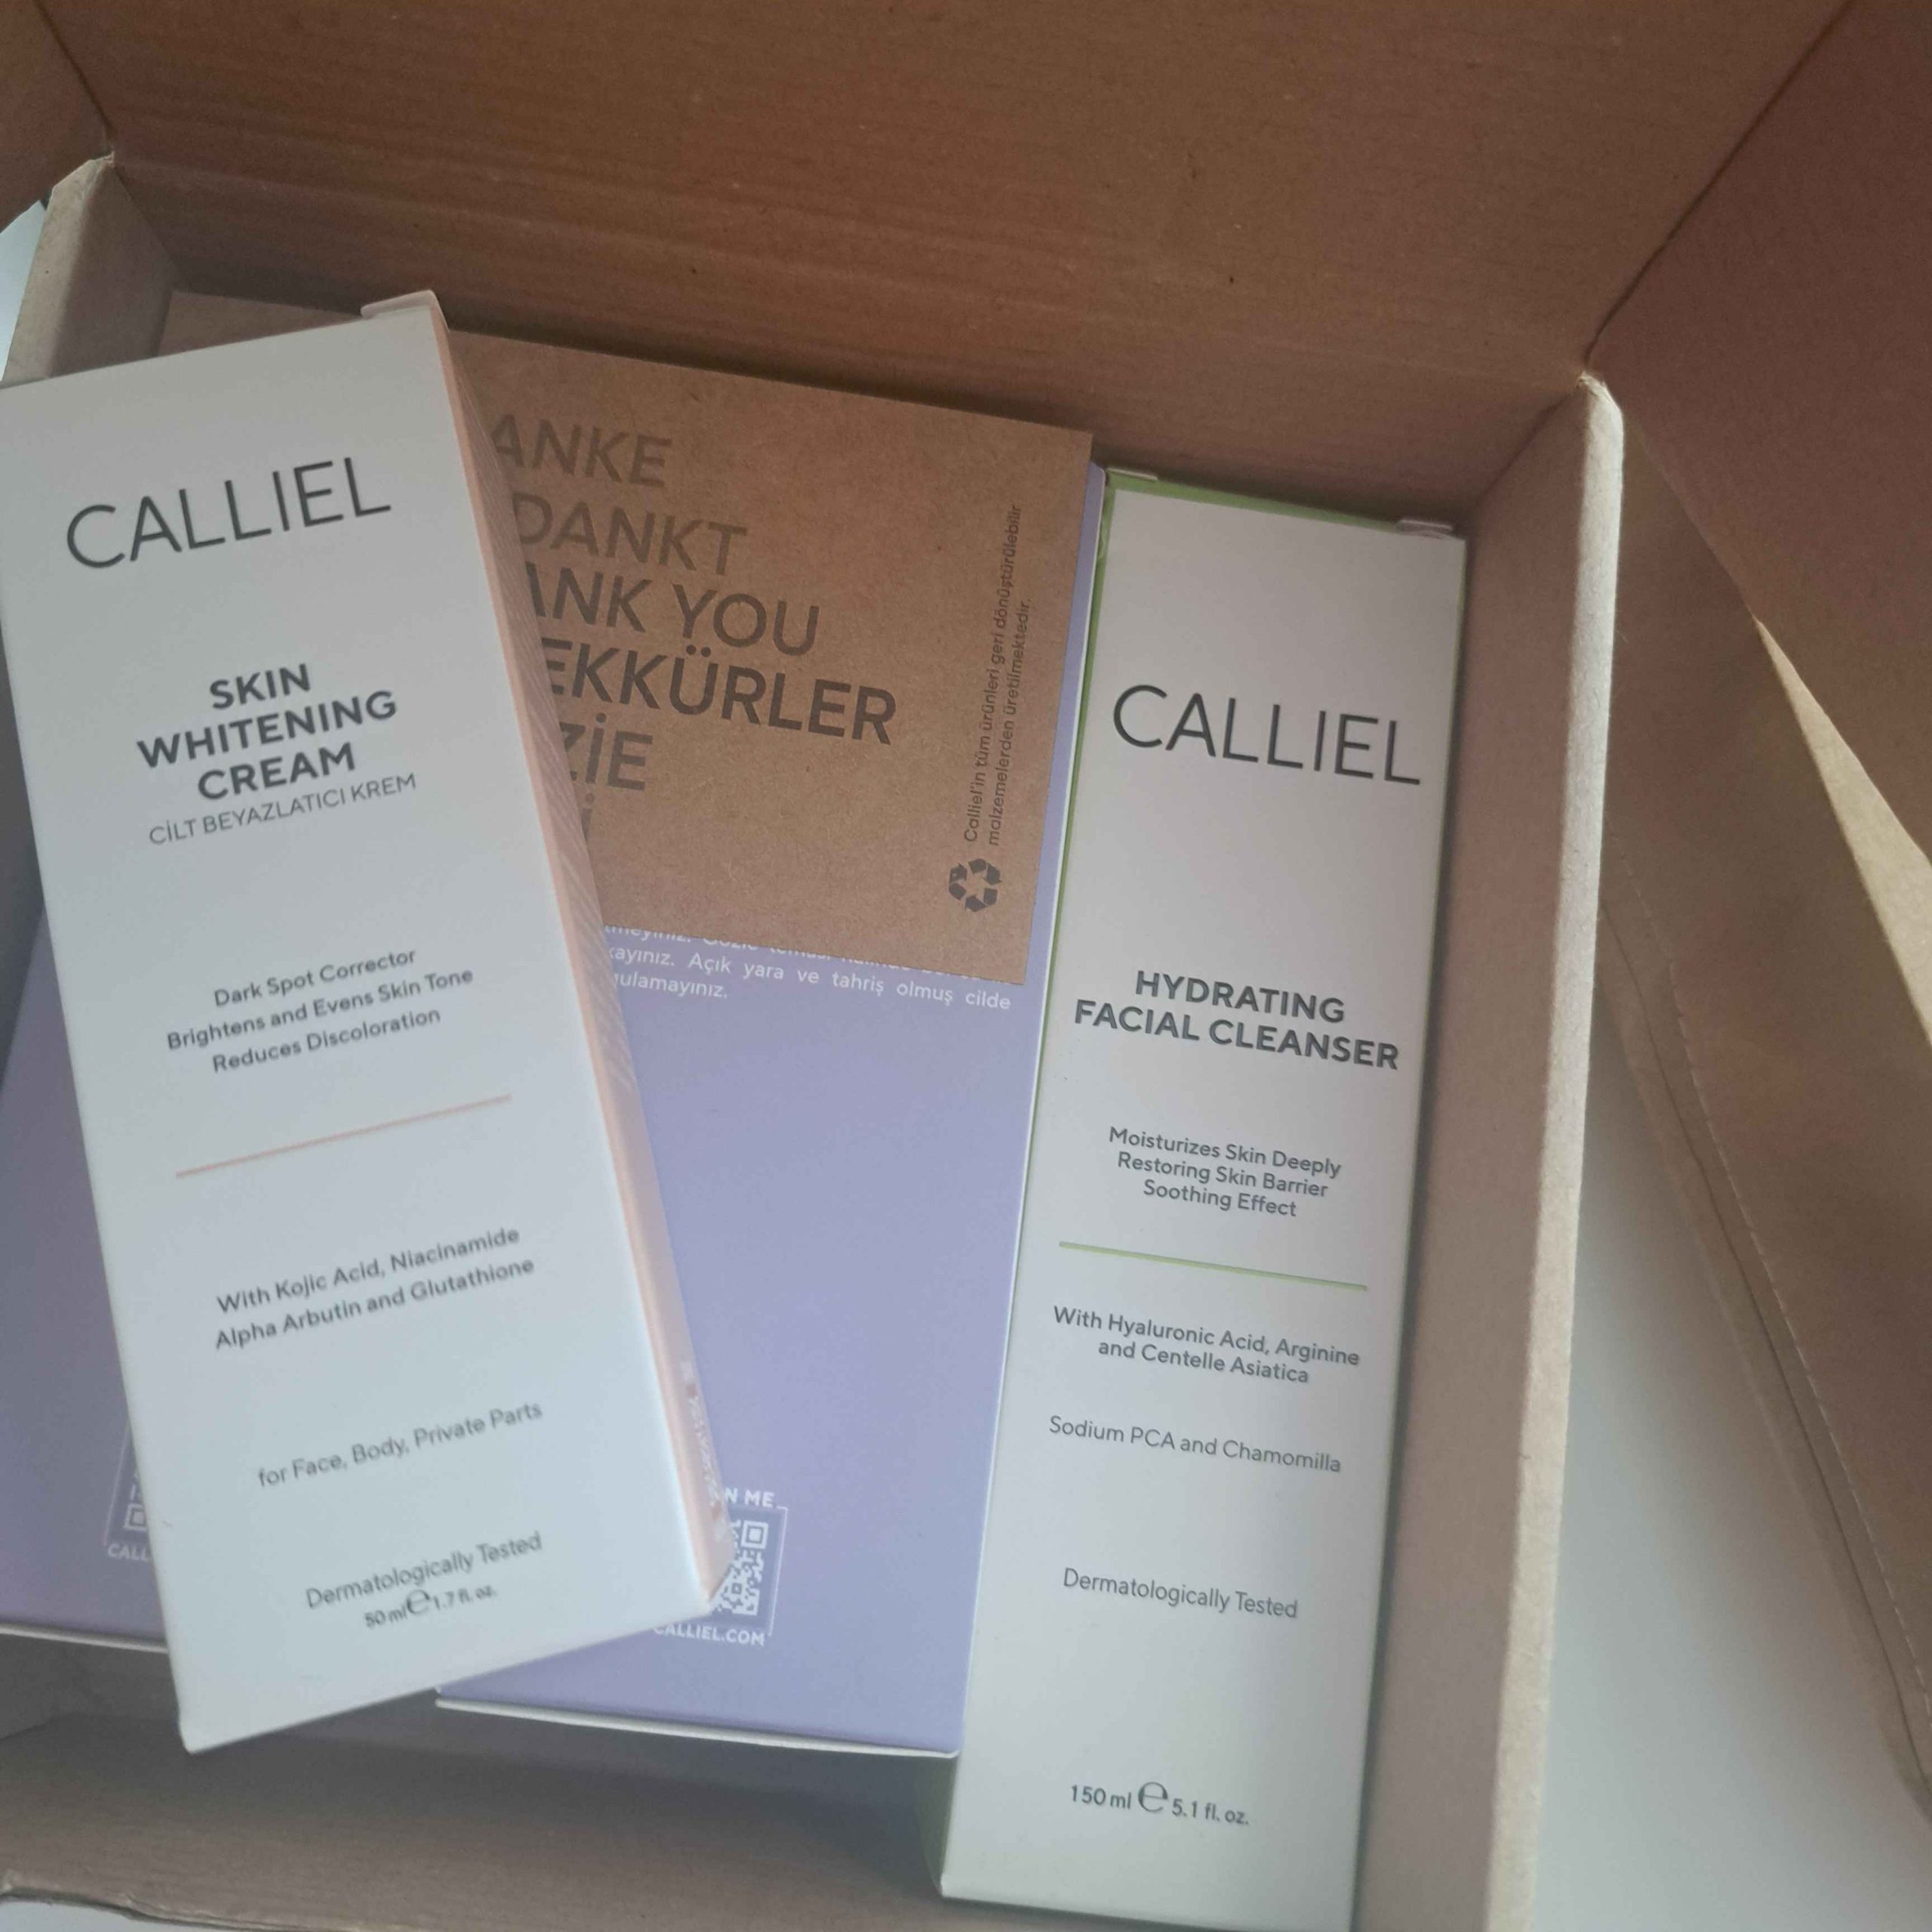 CALLIEL
SKIN
WHITENING
CREAM
CİLT BEYAZLATICI KREM
Dark Spot Corrector
Brightens and Evens Skin Tone
Reduces Discoloration
With Kojic Acid, Niacinamide
Alpha Arbutin and Glutathione
for Face, Body, Private Parts
Dermatologically Tested
50 ml ℮ 1.7 fl. oz.
ANKE
DANKT
ANK YOU
EKKÜRLER
ZİE
İ
Calliel'in tüm ürünleri geri dönüştürülebilir
malzemelerden üretilmektedir.
kayınız. Açık yara ve tahriş olmuş cilde
ulamayınız.
N ME
CALLIEL.COM
CALL
CALLIEL
HYDRATING
FACIAL CLEANSER
Moisturizes Skin Deeply
Restoring Skin Barrier
Soothing Effect
With Hyaluronic Acid, Arginine
and Centelle Asiatica
Sodium PCA and Chamomilla
Dermatologically Tested
150 ml ℮ 5.1 fl. oz.